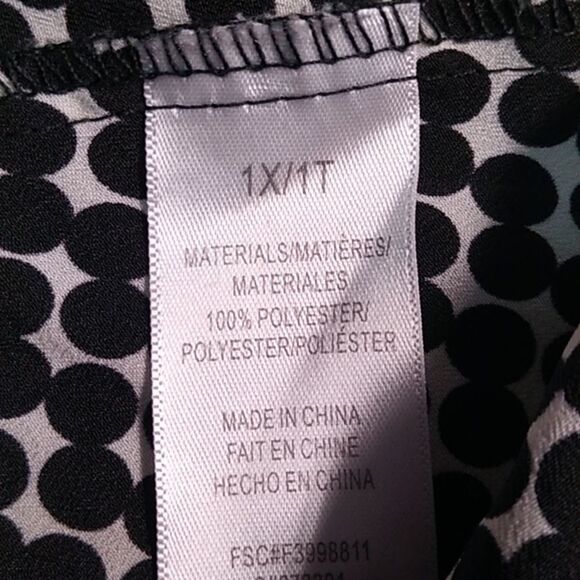 1X/1T
MATERIALS/MATIÈRES/
MATERIALES
100% POLYESTER/
POLYESTER/POLIÉSTER
MADE IN CHINA
FAIT EN CHINE
HECHO EN CHINA
FSC#F3998811